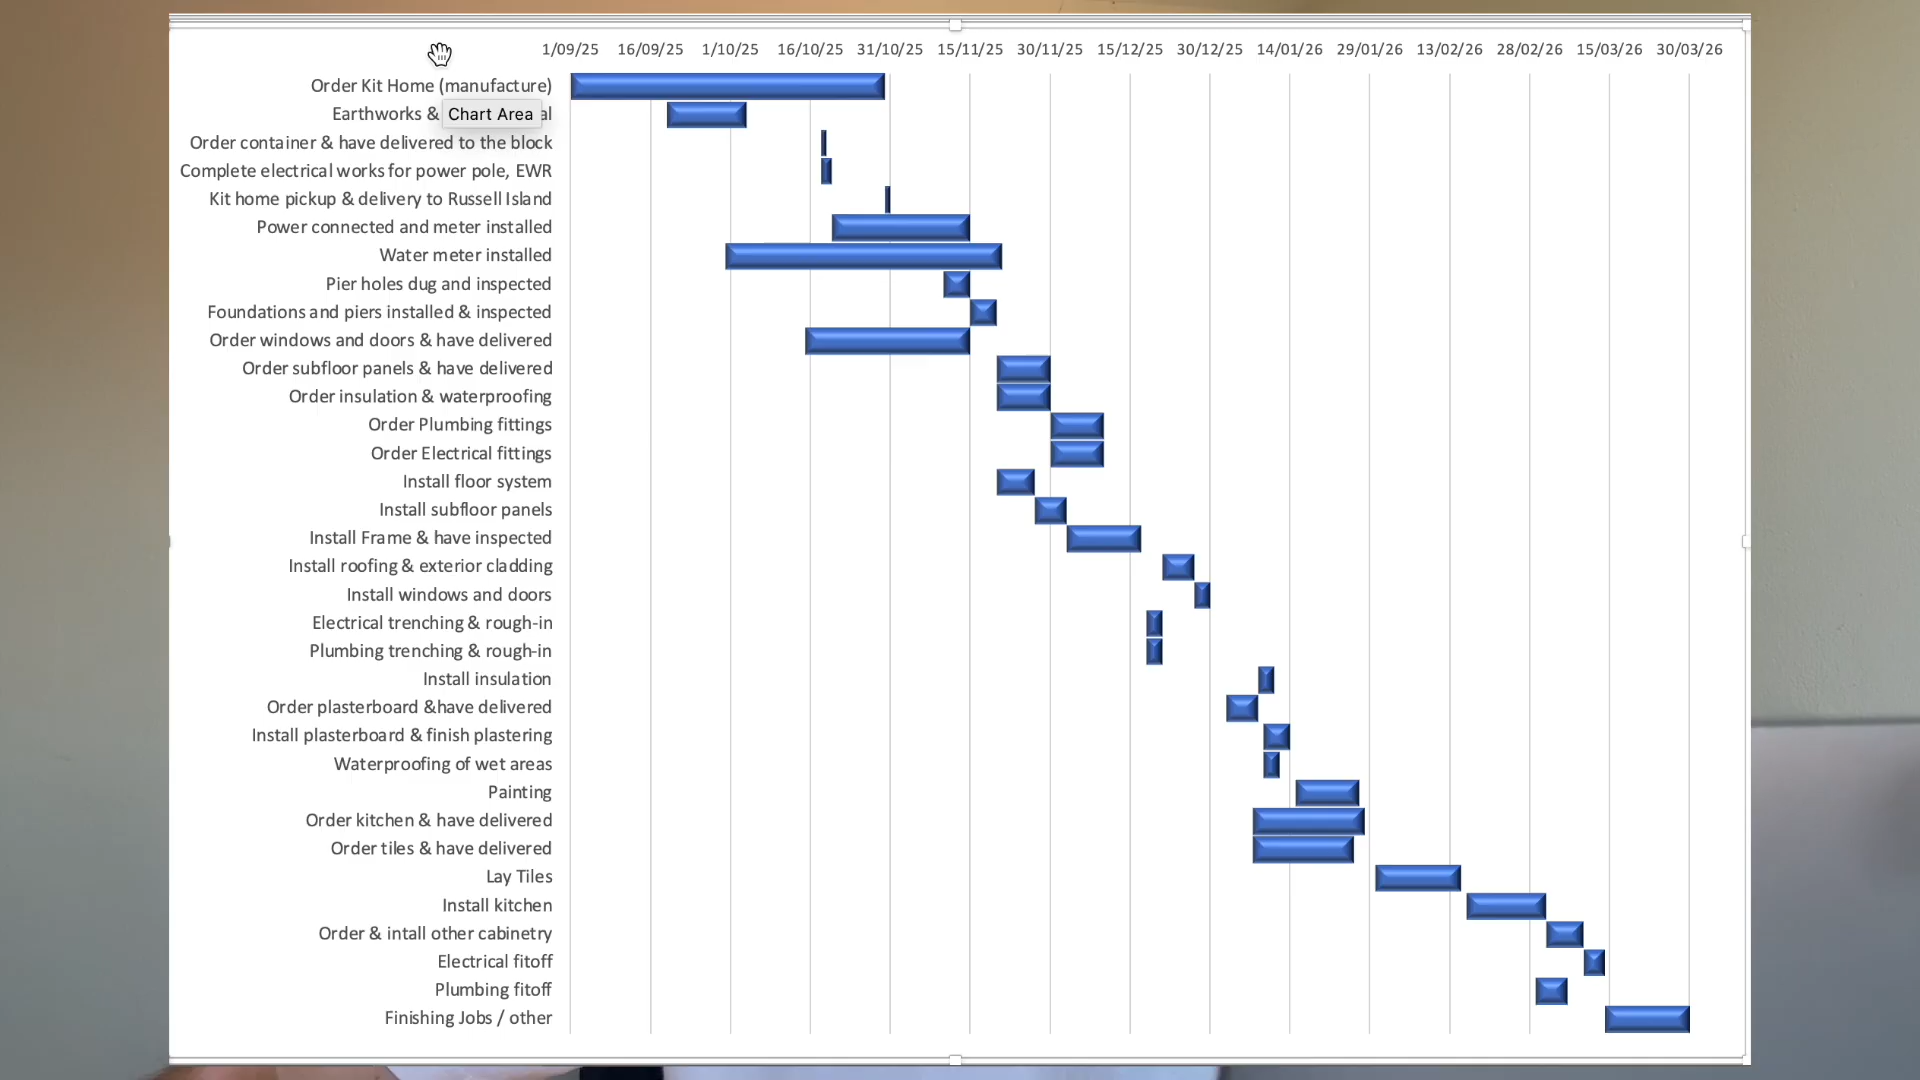 1/09/25 16/09/25 1/10/25 16/10/25 31/10/25 15/11/25 30/11/25 15/12/25 30/12/25 14/01/26 29/01/26 13/02/26 28/02/26 15/03/26 30/03/26
Order Kit Home (manufacture)
Earthworks & al
Chart Area
Order container & have delivered to the block
Complete electrical works for power pole, EWR
Kit home pickup & delivery to Russell Island
Power connected and meter installed
Water meter installed
Pier holes dug and inspected
Foundations and piers installed & inspected
Order windows and doors & have delivered
Order subfloor panels & have delivered
Order insulation & waterproofing
Order Plumbing fittings
Order Electrical fittings
Install floor system
Install subfloor panels
Install Frame & have inspected
Install roofing & exterior cladding
Install windows and doors
Electrical trenching & rough-in
Plumbing trenching & rough-in
Install insulation
Order plasterboard &have delivered
Install plasterboard & finish plastering
Waterproofing of wet areas
Painting
Order kitchen & have delivered
Order tiles & have delivered
Lay Tiles
Install kitchen
Order & intall other cabinetry
Electrical fitoff
Plumbing fitoff
Finishing Jobs / other